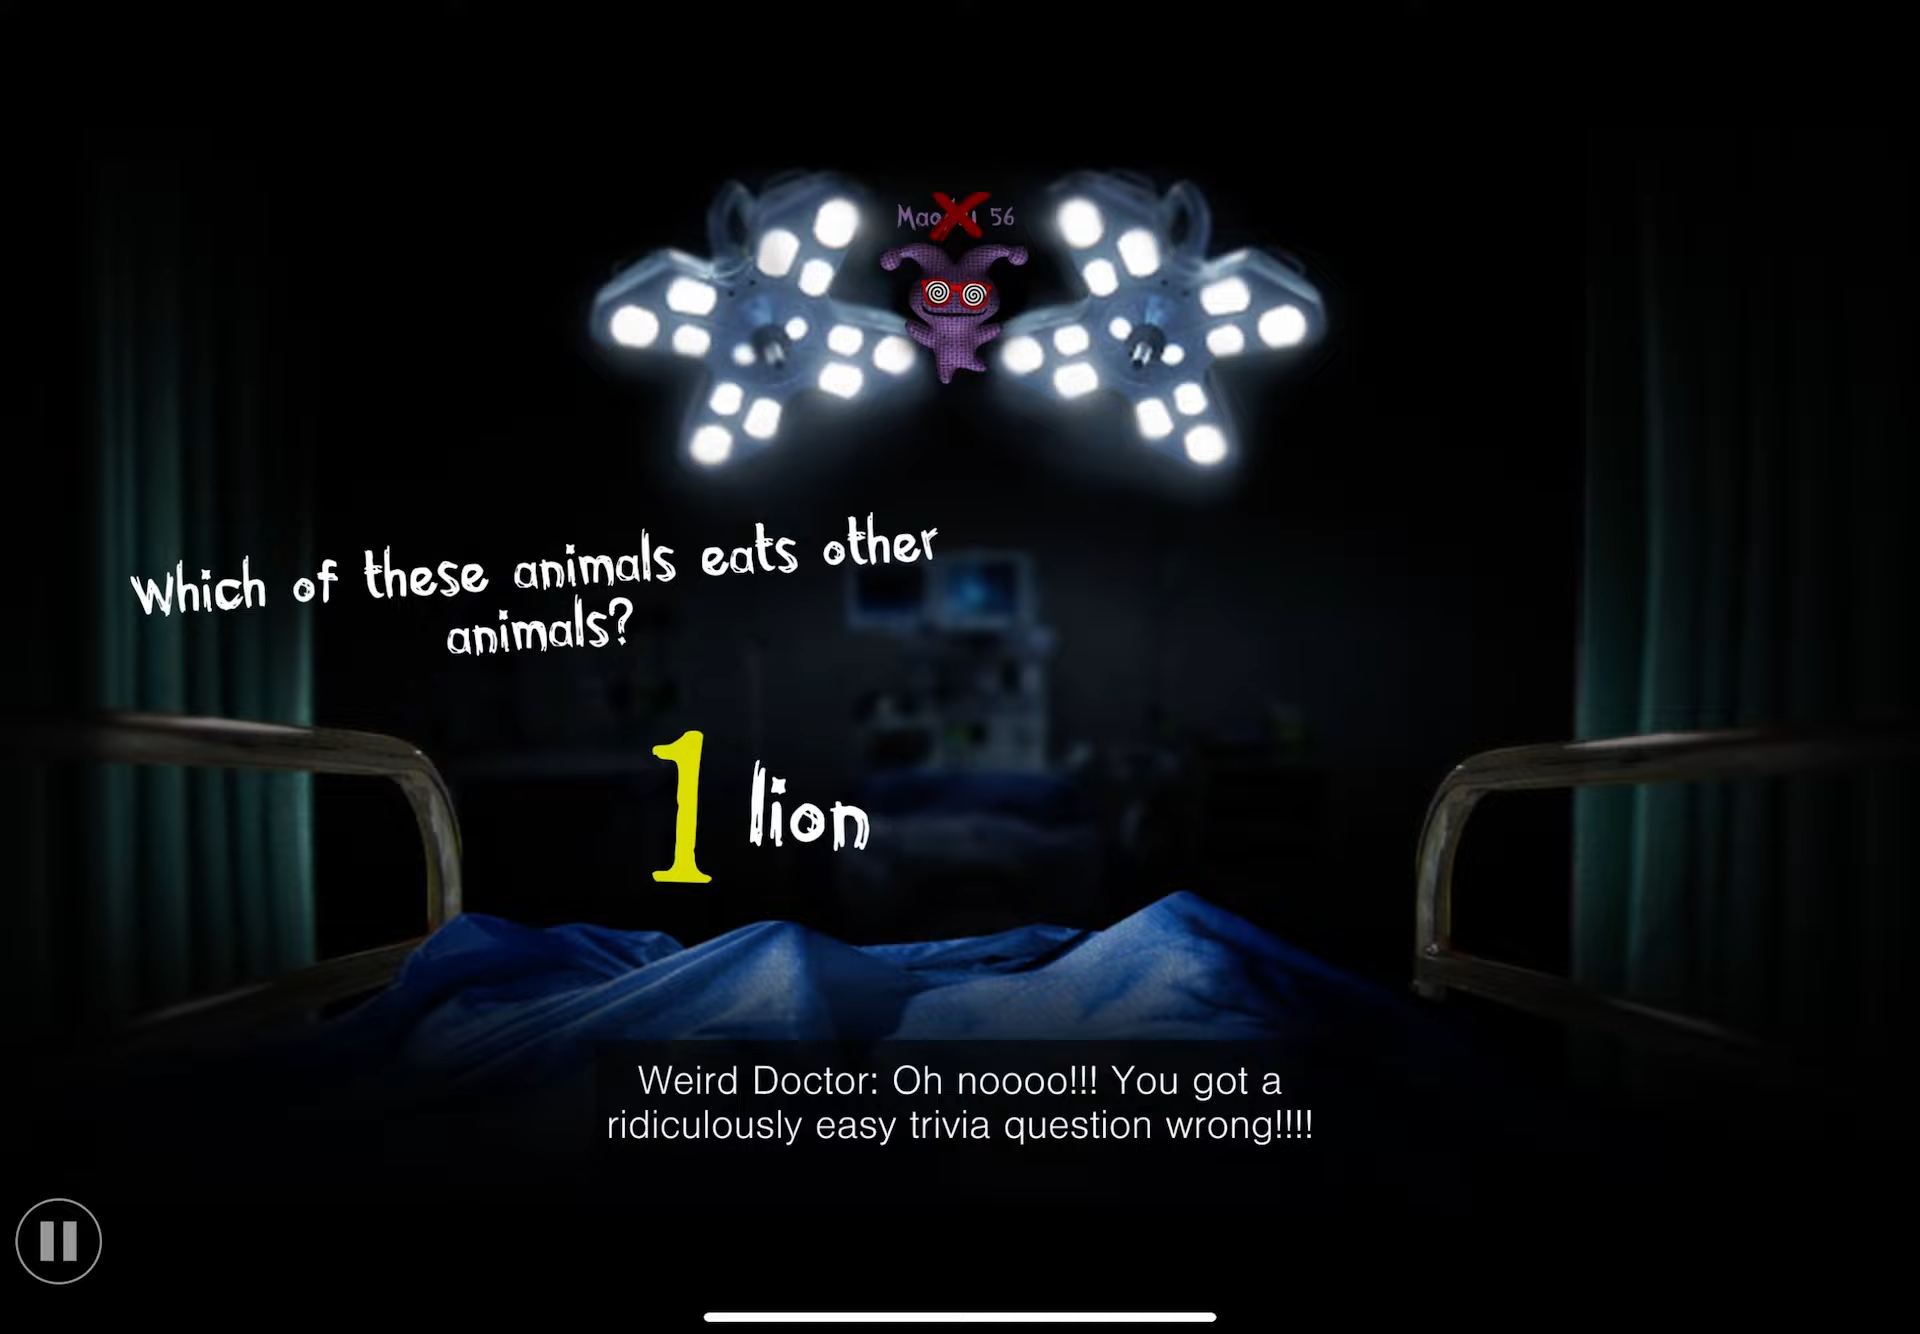 56
Which of these animals eats other
animals?
1 lion
Weird Doctor: Oh noooo!!! You got a
ridiculously easy trivia question wrong!!!!